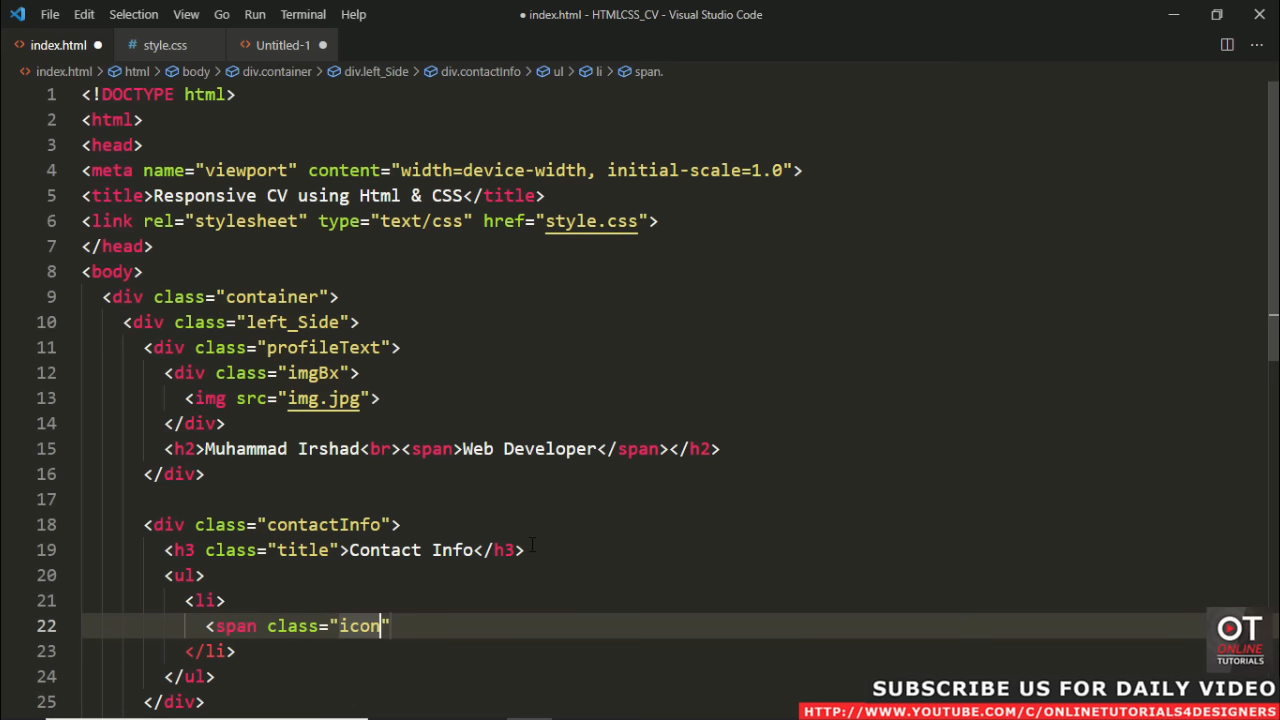 File Edit Selection View Go Run Terminal Help
● index.html - HTMLCSS_CV - Visual Studio Code
index.html ● # style.css Untitled-1 ●
index.html > html > body > div.container > div.left_Side > div.contactInfo > ul > li > span.
1 <!DOCTYPE html>
2 <html>
3 <head>
4 <meta name="viewport" content="width=device-width, initial-scale=1.0">
5 <title>Responsive CV using Html & CSS</title>
6 <link rel="stylesheet" type="text/css" href="style.css">
7 </head>
8 <body>
9 <div class="container">
10 <div class="left_Side">
11 <div class="profileText">
12 <div class="imgBx">
13 <img src="img.jpg">
14 </div>
15 <h2>Muhammad Irshad<br><span>Web Developer</span></h2>
16 </div>
17
18 <div class="contactInfo">
19 <h3 class="title">Contact Info</h3>
20 <ul>
21 <li>
22 <span class="icon"
23 </li>
24 </ul>
25 </div>
OT
ONLINE
TUTORIALS
SUBSCRIBE US FOR DAILY VIDEO
HTTP://WWW.YOUTUBE.COM/C/ONLINETUTORIALS4DESIGNERS